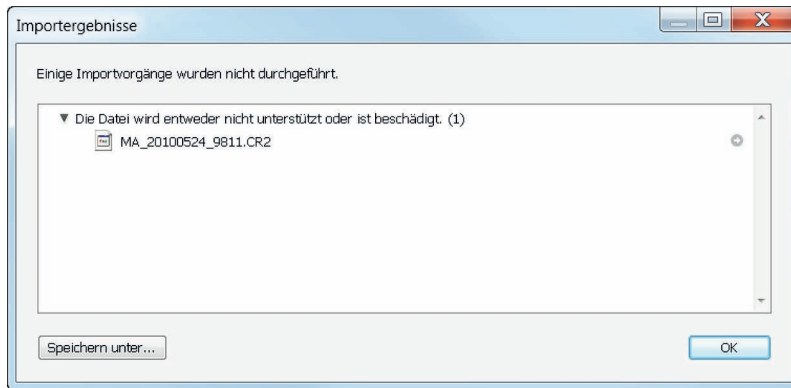 Importergebnisse
Einige Importvorgänge wurden nicht durchgeführt.
Die Datei wird entweder nicht unterstützt oder ist beschädigt. (1)
MA_20100524_9811.CR2
Speichern unter...
OK